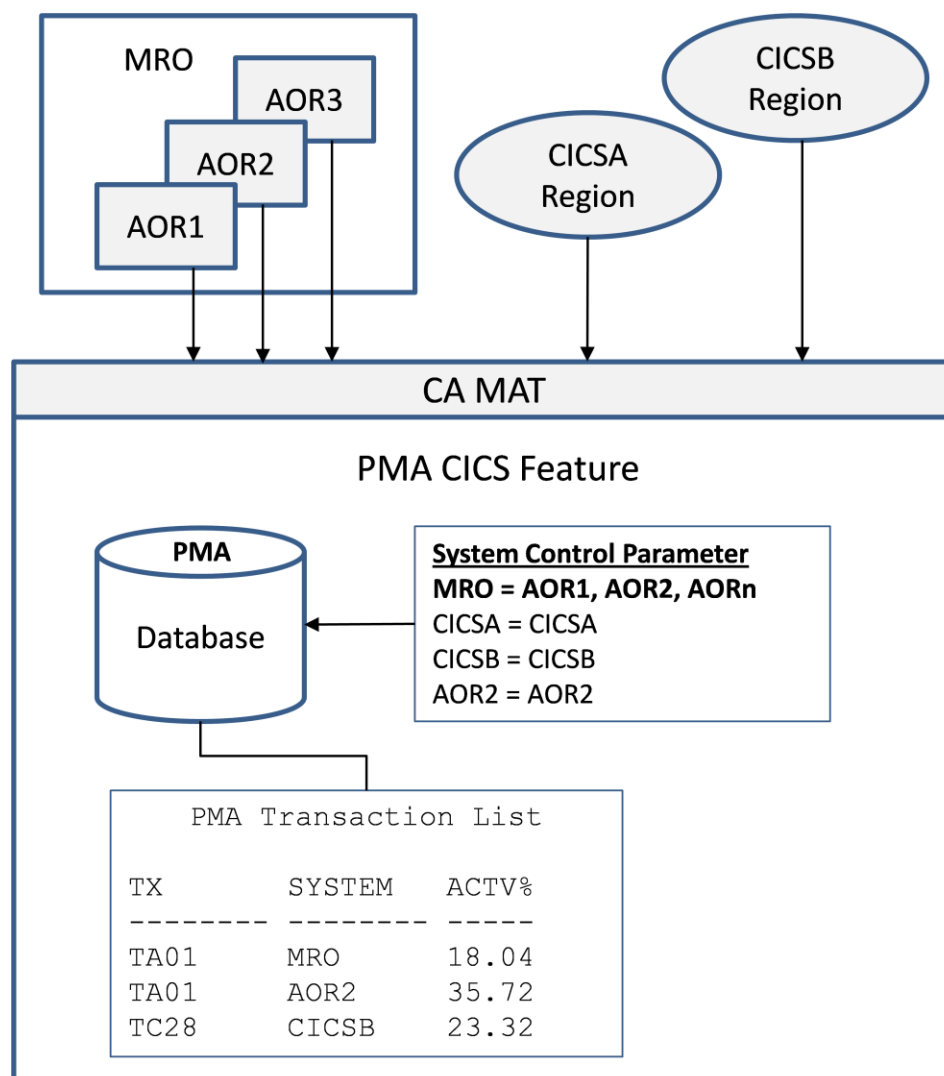 MRO
AOR3
AOR2
AOR1
CICSA
Region
CICSB
Region
CA MAT
PMA CICS Feature
PMA
Database
System Control Parameter
MRO = AOR1, AOR2, AORn
CICSA = CICSA
CICSB = CICSB
AOR2 = AOR2
PMA Transaction List
TX SYSTEM ACTV%
-------- -------- -----
TA01 MRO 18.04
TA01 AOR2 35.72
TC28 CICSB 23.32